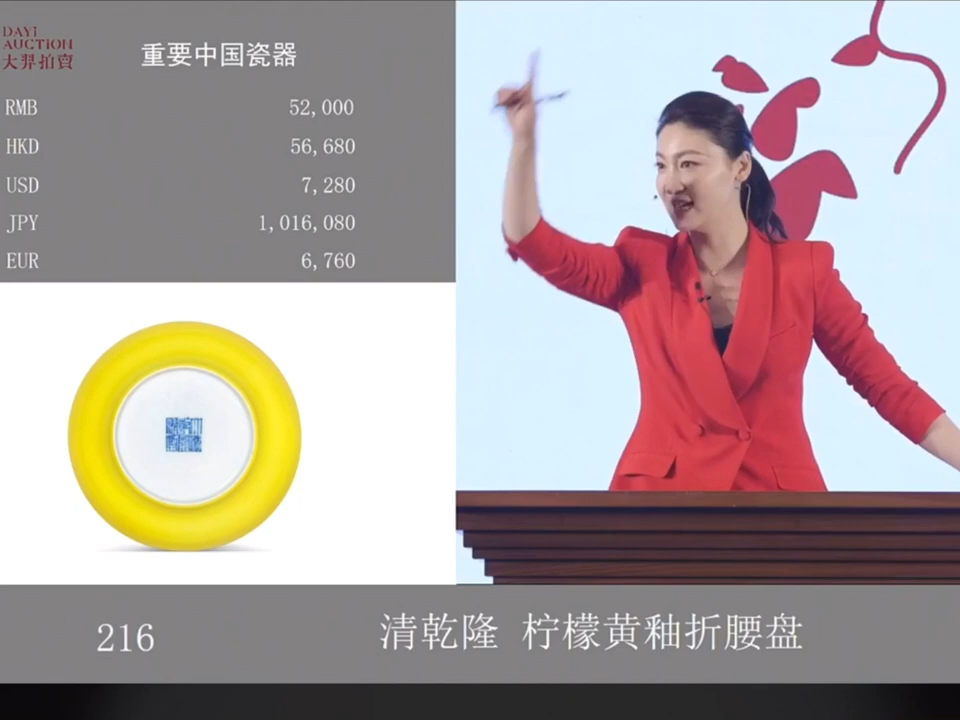 DAYI
AUCTION
大羿拍賣
重要中国瓷器
RMB 52,000
HKD 56,680
USD 7,280
JPY 1,016,080
EUR 6,760
216 清乾隆 柠檬黄釉折腰盘